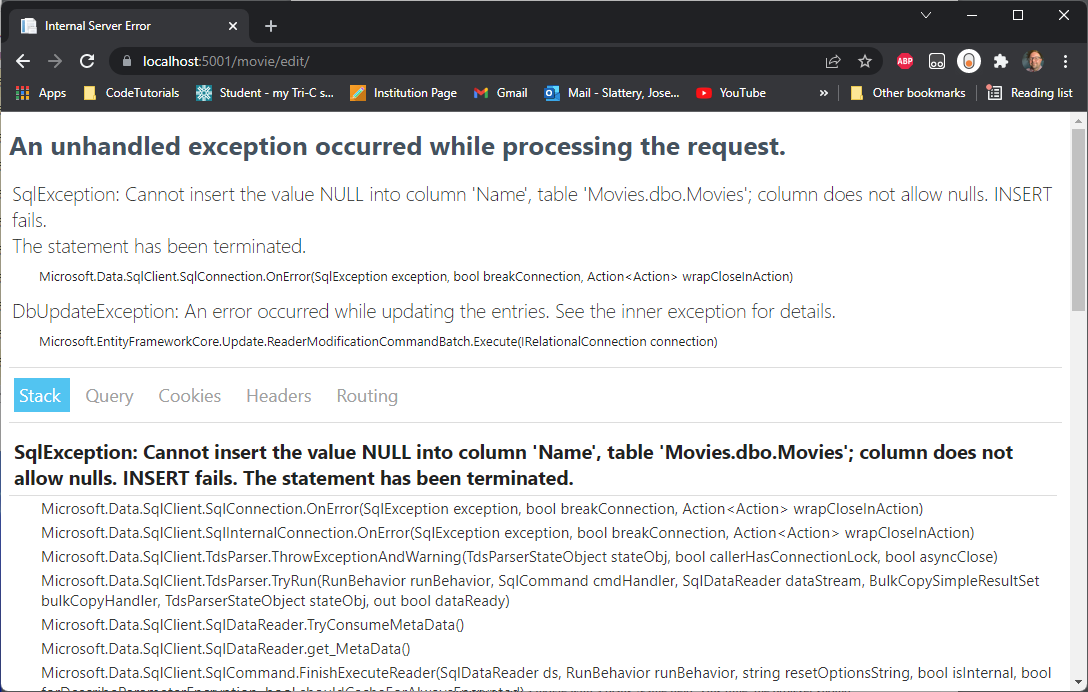 Internal Server Error
localhost:5001/movie/edit/
ABP
Apps CodeTutorials Student - my Tri-C s... Institution Page Gmail Mail - Slattery, Jose... YouTube » Other bookmarks Reading list
An unhandled exception occurred while processing the request.
SqlException: Cannot insert the value NULL into column 'Name', table 'Movies.dbo.Movies'; column does not allow nulls. INSERT
fails.
The statement has been terminated.
Microsoft.Data.SqlClient.SqlConnection.OnError(SqlException exception, bool breakConnection, Action<Action> wrapCloseInAction)
DbUpdateException: An error occurred while updating the entries. See the inner exception for details.
Microsoft.EntityFrameworkCore.Update.ReaderModificationCommandBatch.Execute(IRelationalConnection connection)
Stack Query Cookies Headers Routing
SqlException: Cannot insert the value NULL into column 'Name', table 'Movies.dbo.Movies'; column does not
allow nulls. INSERT fails. The statement has been terminated.
Microsoft.Data.SqlClient.SqlConnection.OnError(SqlException exception, bool breakConnection, Action<Action> wrapCloseInAction)
Microsoft.Data.SqlClient.SqlInternalConnection.OnError(SqlException exception, bool breakConnection, Action<Action> wrapCloseInAction)
Microsoft.Data.SqlClient.TdsParser.ThrowExceptionAndWarning(TdsParserStateObject stateObj, bool callerHasConnectionLock, bool asyncClose)
Microsoft.Data.SqlClient.TdsParser.TryRun(RunBehavior runBehavior, SqlCommand cmdHandler, SqlDataReader dataStream, BulkCopySimpleResultSet
bulkCopyHandler, TdsParserStateObject stateObj, out bool dataReady)
Microsoft.Data.SqlClient.SqlDataReader.TryConsumeMetaData()
Microsoft.Data.SqlClient.SqlDataReader.get_MetaData()
Microsoft.Data.SqlClient.SqlCommand.FinishExecuteReader(SqlDataReader ds, RunBehavior runBehavior, string resetOptionsString, bool isInternal, bool
forDescribeParameterEncryption, bool shouldCacheForAlwaysEncrypted)